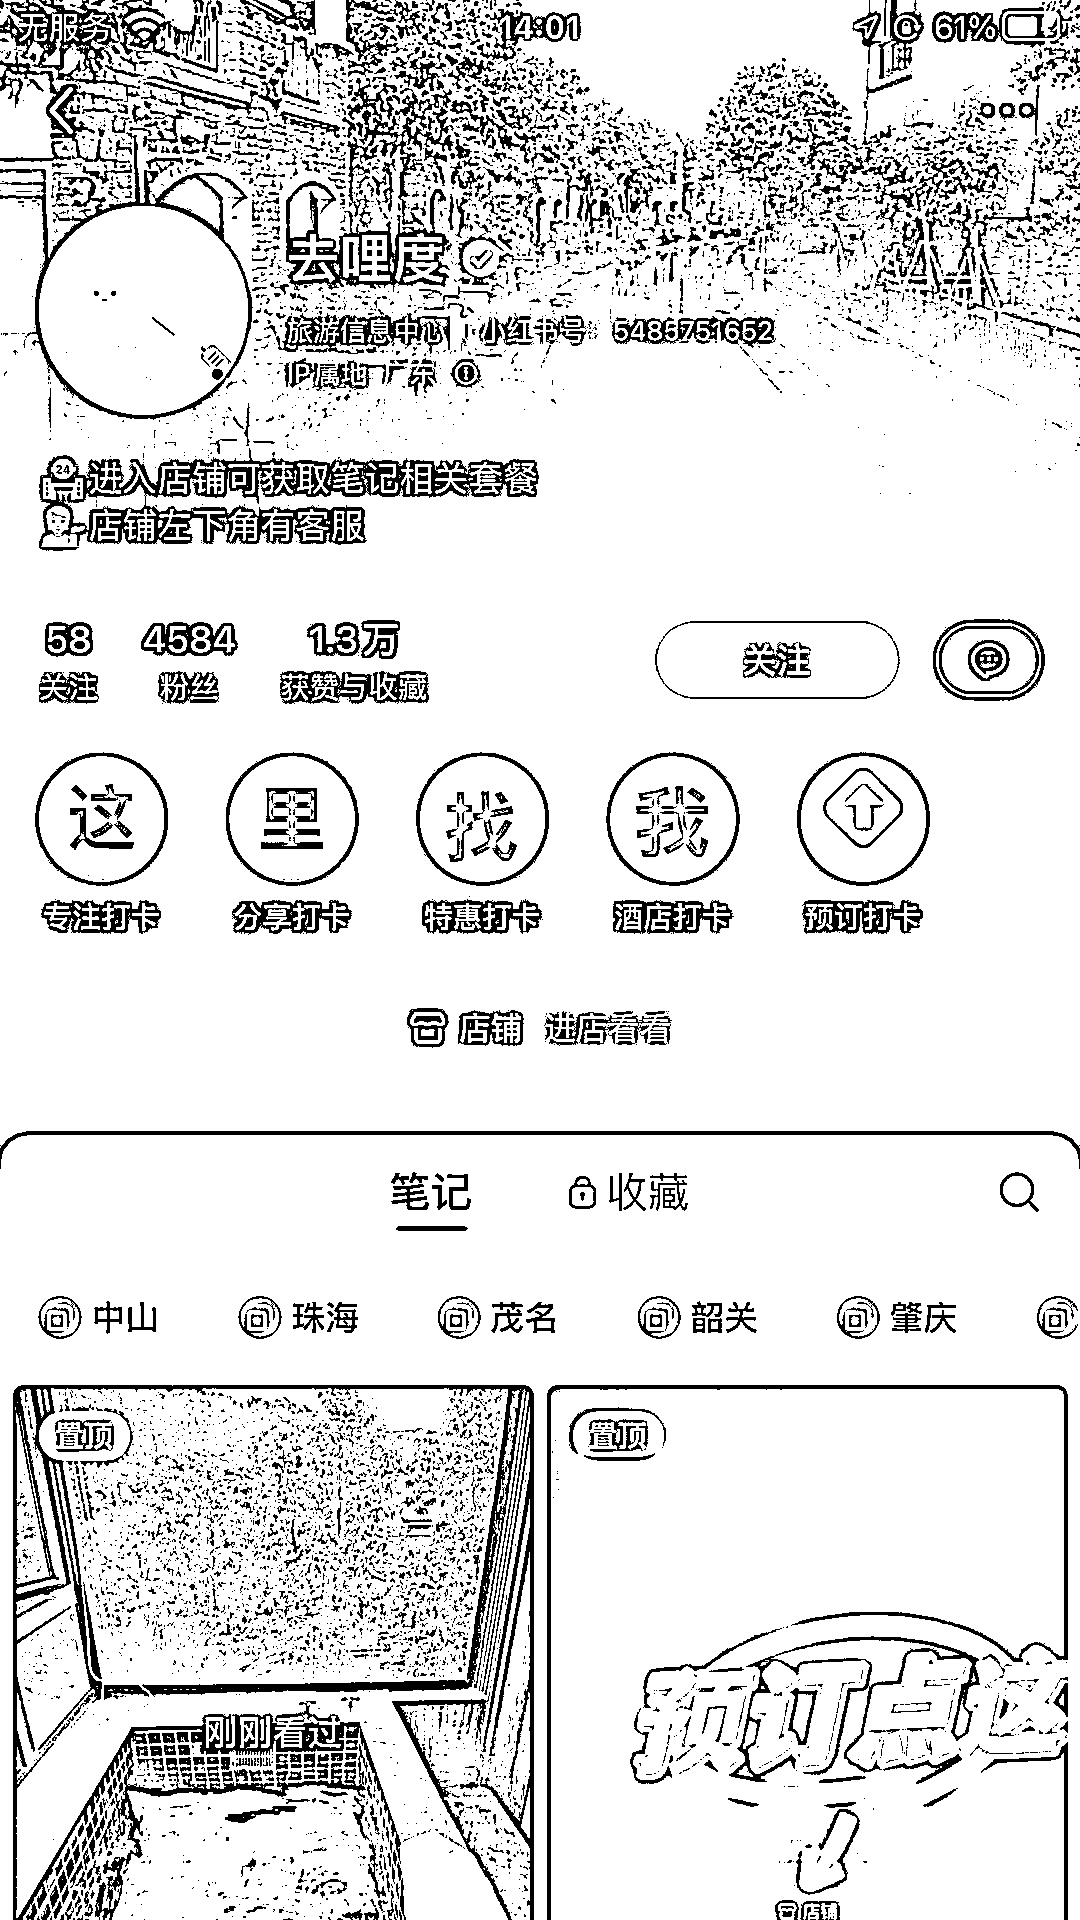 无服务 14:01 61%
去哩度
旅游信息中心 | 小红书号 5485751652
IP属地 广东
24 进入店铺可获取笔记相关套餐
店铺左下角有客服
58 4584 1.3万
关注 粉丝 获赞与收藏 关注
这 里 找 我
专注打卡 分享打卡 特惠打卡 酒店打卡 预订打卡
店铺 进店看看
笔记 收藏
中山 珠海 茂名 韶关 肇庆
置顶 置顶
预订点这
刚刚看过
店铺